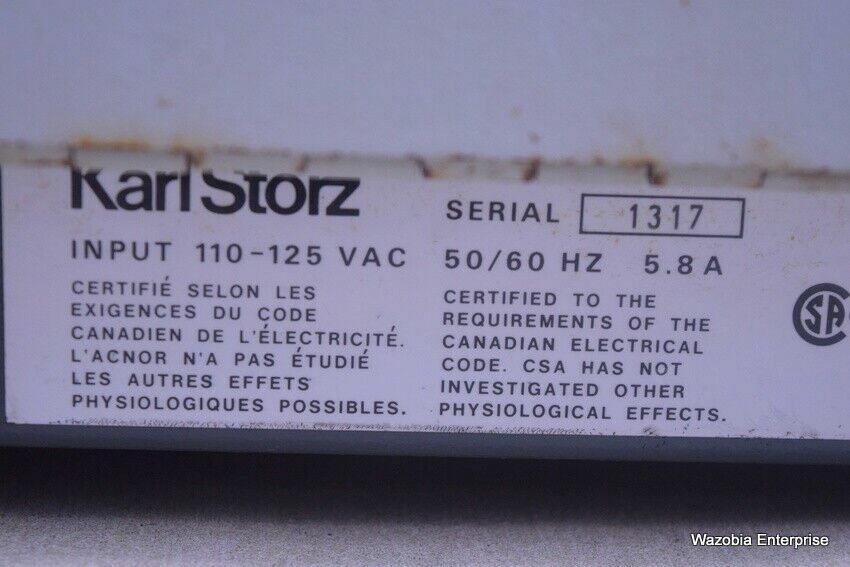 Karl Storz
SERIAL 1317
INPUT 110-125 VAC 50/60 HZ 5.8 A
CERTIFIÉ SELON LES
EXIGENCES DU CODE
CANADIEN DE L'ÉLECTRICITÉ.
L'ACNOR N'A PAS ÉTUDIÉ
LES AUTRES EFFETS
PHYSIOLOGIQUES POSSIBLES.
CERTIFIED TO THE
REQUIREMENTS OF THE
CANADIAN ELECTRICAL
CODE. CSA HAS NOT
INVESTIGATED OTHER
PHYSIOLOGICAL EFFECTS.
SA
Wazobia Enterprise